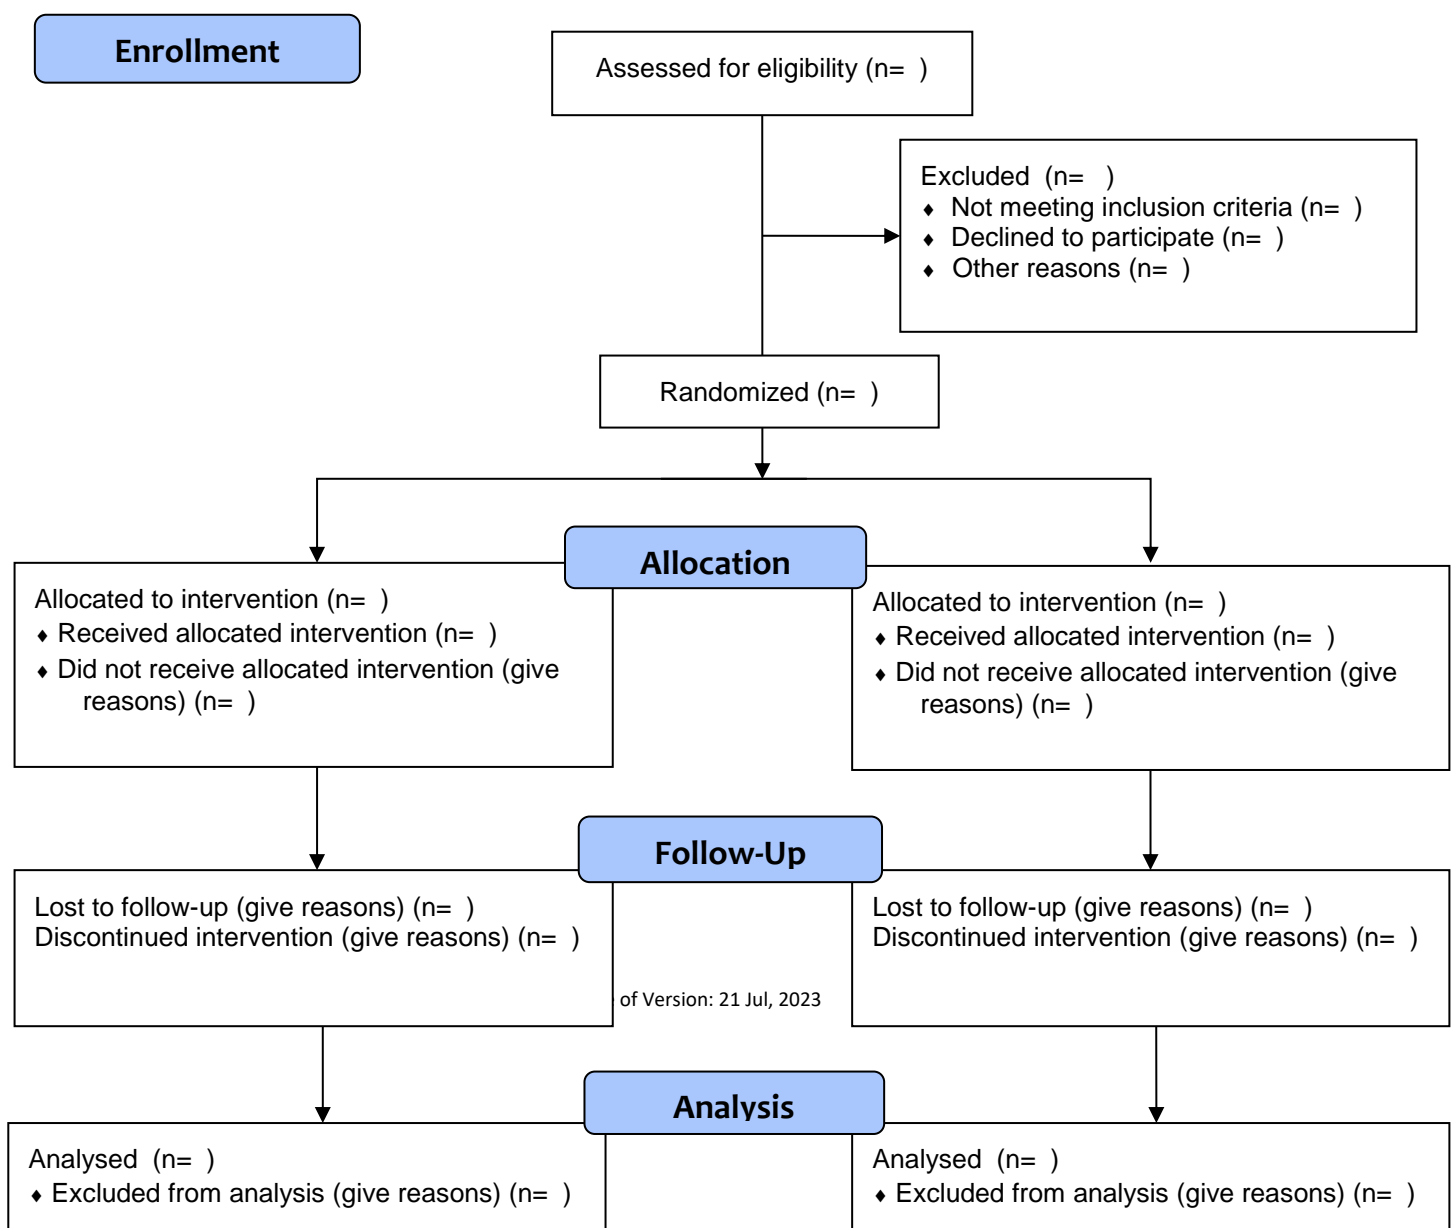 Enrollment
Assessed for eligibility (n=  )
Excluded  (n=   )
♦ Not meeting inclusion criteria (n=  )
♦ Declined to participate (n=  )
♦ Other reasons (n=  )
Randomized (n=  )
Allocation
Allocated to intervention (n=  )
♦ Received allocated intervention (n=  )
♦ Did not receive allocated intervention (give
reasons) (n=  )
Allocated to intervention (n=  )
♦ Received allocated intervention (n=  )
♦ Did not receive allocated intervention (give
reasons) (n=  )
Follow-Up
Lost to follow-up (give reasons) (n=  )
Discontinued intervention (give reasons) (n=  )
Lost to follow-up (give reasons) (n=  )
Discontinued intervention (give reasons) (n=  )
of Version: 21 Jul, 2023
Analysis
Analysed  (n=  )
♦ Excluded from analysis (give reasons) (n=  )
Analysed  (n=  )
♦ Excluded from analysis (give reasons) (n=  )